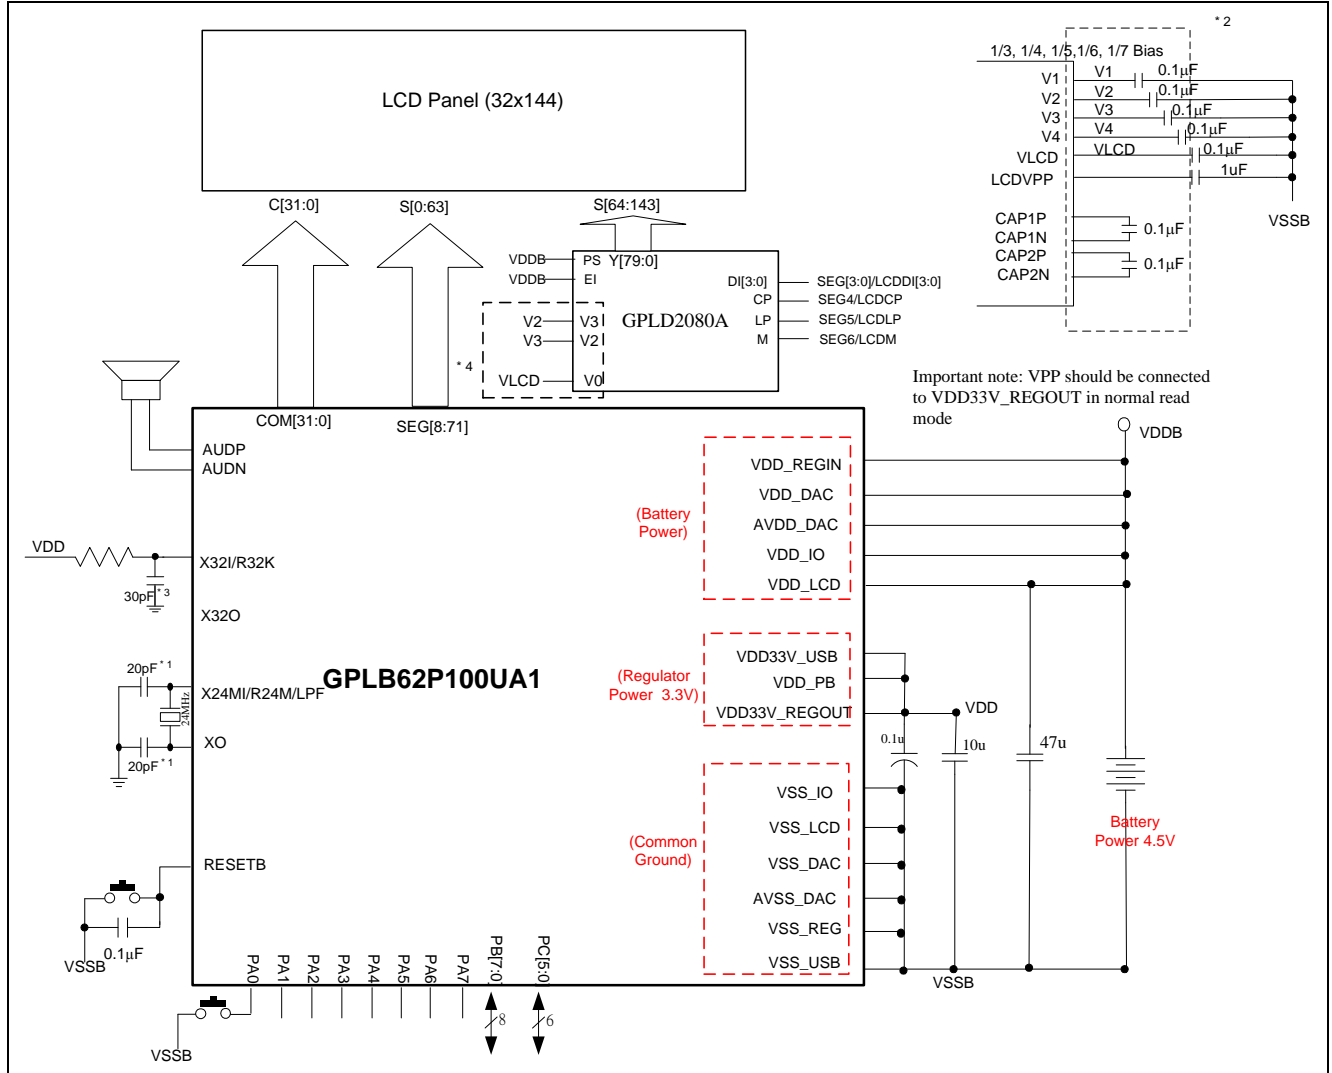 * 2
1/3, 1/4, 1/5,1/6, 1/7 Bias
V1 V1 0.1μF
V2 V2 0.1μF
V3 V3 0.1μF
V4 V4 0.1μF
VLCD VLCD 0.1μF
LCDVPP 1uF
VSSB
CAP1P
CAP1N 0.1μF
CAP2P
CAP2N 0.1μF
LCD Panel (32x144)
C[31:0] S[0:63] S[64:143]
VDDB PS Y[79:0]
VDDB EI
DI[3:0] SEG[3:0]/LCDDI[3:0]
CP SEG4/LCDCP
GPLD2080A
LP SEG5/LCDLP
M SEG6/LCDM
V2 V3
V3 V2
* 4
VLCD V0
Important note: VPP should be connected
to VDD33V_REGOUT in normal read
mode
VDDB
COM[31:0] SEG[8:71]
AUDP
AUDN
VDD
X32I/R32K
30pF * 3
X32O
20pF * 1
X24MI/R24M/LPF
24MHz
XO
20pF * 1
GPLB62P100UA1
RESETB
0.1μF
VSSB
(Battery
Power)
VDD_REGIN
VDD_DAC
AVDD_DAC
VDD_IO
VDD_LCD
(Regulator
Power 3.3V)
VDD33V_USB
VDD_PB
VDD33V_REGOUT
VDD
0.1u 10u 47u
(Common
Ground)
VSS_IO
VSS_LCD
VSS_DAC
AVSS_DAC
VSS_REG
VSS_USB
VSSB
Battery
Power 4.5V
PA0 PA1 PA2 PA3 PA4 PA5 PA6 PA7 PB[7:0] PC[5:0]
8 6
VSSB